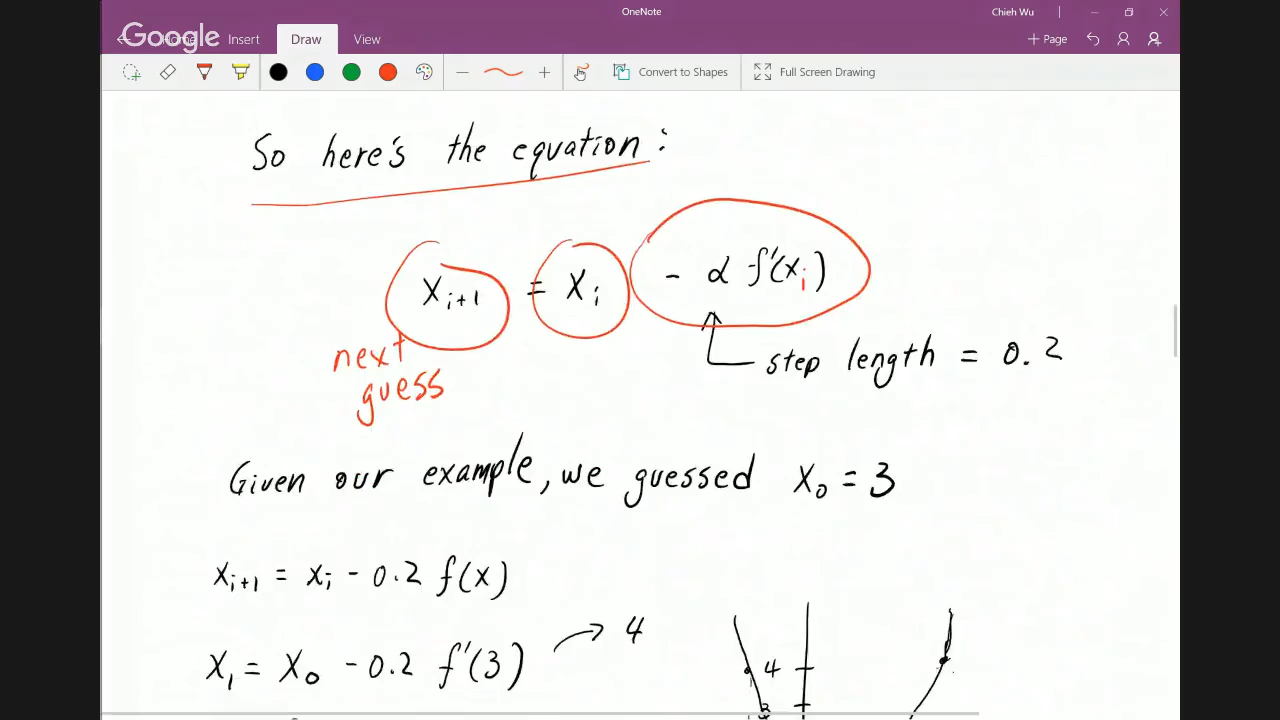 OneNote
Chieh Wu
Google
Insert
Draw
View
Page
Convert to Shapes
Full Screen Drawing
So here's the equation:
Xi+1 = Xi - α f'(xi)
next
guess
step length = 0.2
Given our example, we guessed X0 = 3
xi+1 = xi - 0.2 f(x)
X1 = X0 - 0.2 f'(3) → 4
4